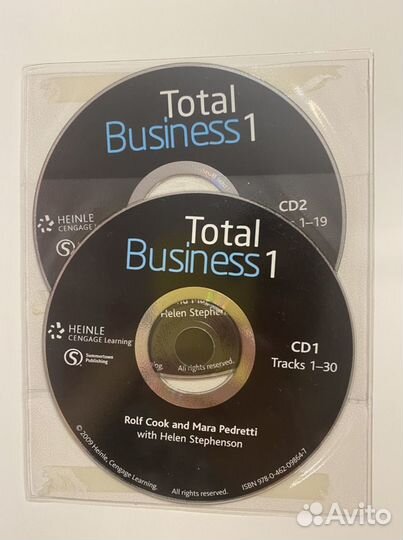 Total
Business 1
HEINLE
CENGAGE L
CD2
1–19
Total
Business 1
HEINLE
CENGAGE Learning
CD1
Tracks 1–30
Summertown
Publishing
Helen Stephen
All rights reserved.
Rolf Cook and Mara Pedretti
with Helen Stephenson
© 2009 Heinle, Cengage Learning.
All rights reserved.
ISBN 978-0-462-09864-7
Avito